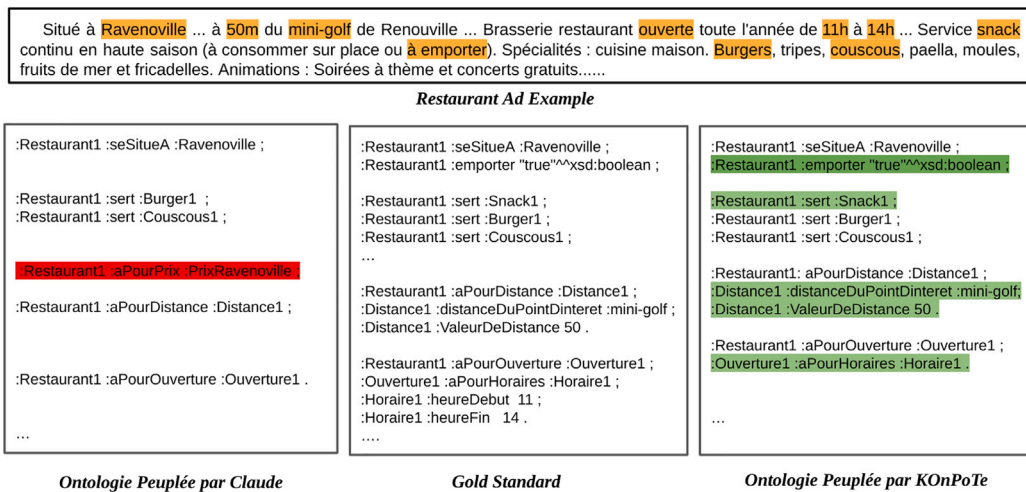 Situé à Ravenoville ... à 50m du mini-golf de Renouville ... Brasserie restaurant ouverte toute l'année de 11h à 14h ... Service snack
continu en haute saison (à consommer sur place ou à emporter). Spécialités : cuisine maison. Burgers, tripes, couscous, paella, moules,
fruits de mer et fricadelles. Animations : Soirées à thème et concerts gratuits......
Restaurant Ad Example
:Restaurant1 :seSitueA :Ravenoville ;
:Restaurant1 :sert :Burger1 ;
:Restaurant1 :sert :Couscous1 ;
:Restaurant1 :aPourPrix :PrixRavenoville ;
:Restaurant1 :aPourDistance :Distance1 ;
:Restaurant1 :aPourOuverture :Ouverture1 .
...
Ontologie Peuplée par Claude
:Restaurant1 :seSitueA :Ravenoville ;
:Restaurant1 :emporter "true"^^xsd:boolean ;
:Restaurant1 :sert :Snack1 ;
:Restaurant1 :sert :Burger1 ;
:Restaurant1 :sert :Couscous1 ;
...
:Restaurant1 :aPourDistance :Distance1 ;
:Distance1 :distanceDuPointDinteret :mini-golf ;
:Distance1 :ValeurDeDistance 50 .
:Restaurant1 :aPourOuverture :Ouverture1 ;
:Ouverture1 :aPourHoraires :Horaire1 ;
:Horaire1 :heureDebut 11 ;
:Horaire1 :heureFin 14 .
....
Gold Standard
:Restaurant1 :seSitueA :Ravenoville ;
:Restaurant1 :emporter "true"^^xsd:boolean ;
:Restaurant1 :sert :Snack1 ;
:Restaurant1 :sert :Burger1 ;
:Restaurant1 :sert :Couscous1 ;
:Restaurant1: aPourDistance :Distance1 ;
:Distance1 :distanceDuPointDinteret :mini-golf;
:Distance1 :ValeurDeDistance 50 .
:Restaurant1 :aPourOuverture :Ouverture1 ;
:Ouverture1 :aPourHoraires :Horaire1 .
...
Ontologie Peuplée par KOnPoTe